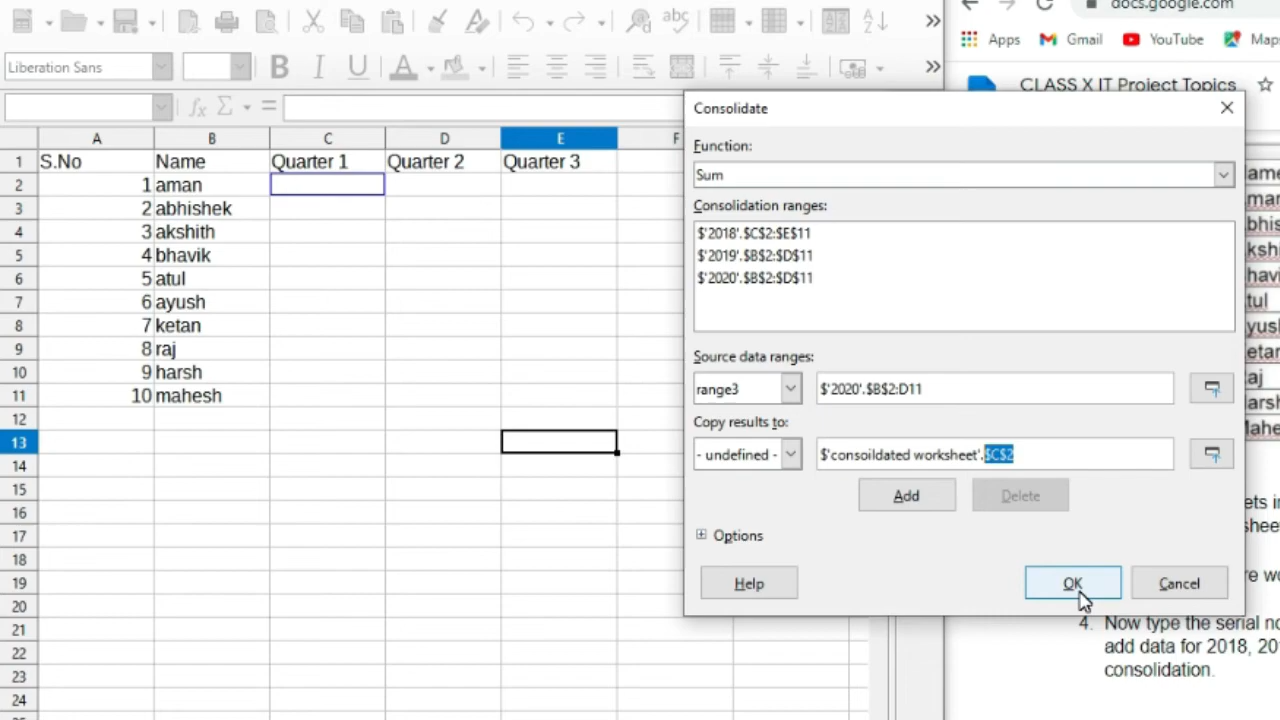 docs.google.com
Apps Gmail YouTube Maps
Liberation Sans
CLASS X IT Project Topics
Consolidate
Function:
Sum
Consolidation ranges:
$'2018'.$C$2:$E$11
$'2019'.$B$2:$D$11
$'2020'.$B$2:$D$11
Source data ranges:
range3 $'2020'.$B$2:D11
Copy results to:
- undefined - $'consoildated worksheet'.$C$2
Add Delete
Options
Help OK Cancel
A B C D E F
1 S.No Name Quarter 1 Quarter 2 Quarter 3
2 1 aman
3 2 abhishek
4 3 akshith
5 4 bhavik
6 5 atul
7 6 ayush
8 7 ketan
9 8 raj
10 9 harsh
11 10 mahesh
12
13
14
15
16
17
18
19
20
21
22
23
24
4. Now type the serial no
add data for 2018, 201
consolidation.